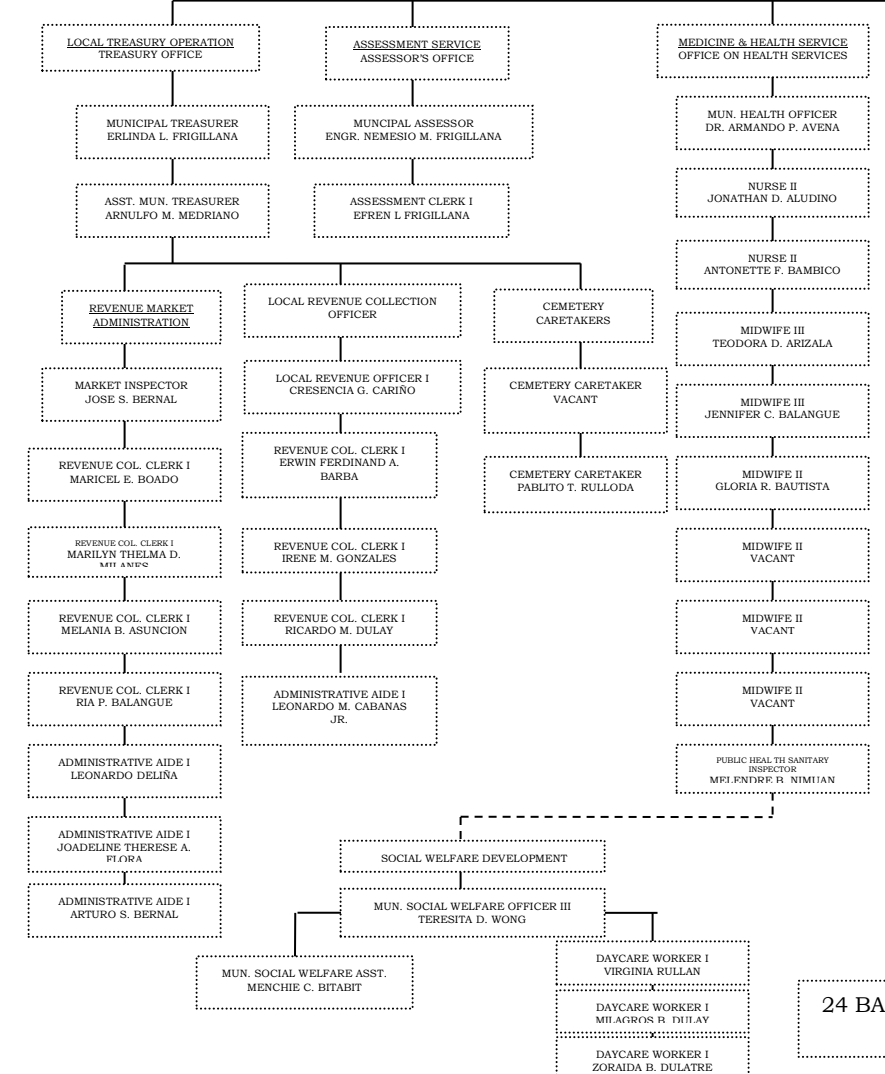 LOCAL TREASURY OPERATION
TREASURY OFFICE
MUNICIPAL TREASURER
ERLINDA L. FRIGILLANA
ASST. MUN. TREASURER
ARNULFO M. MEDRIANO
ASSESSMENT SERVICE
ASSESSOR'S OFFICE
MUNCIPAL ASSESSOR
ENGR. NEMESIO M. FRIGILLANA
ASSESSMENT CLERK I
EFREN L FRIGILLANA
REVENUE MARKET
ADMINISTRATION
MARKET INSPECTOR
JOSE S. BERNAL
REVENUE COL. CLERK I
MARICEL E. BOADO
REVENUE COL. CLERK I
MARILYN THELMA D.
MILANES
REVENUE COL. CLERK I
MELANIA B. ASUNCION
REVENUE COL. CLERK I
RIA P. BALANGUE
ADMINISTRATIVE AIDE I
LEONARDO DELIÑA
ADMINISTRATIVE AIDE I
JOADELINE THERESE A.
FLORA
ADMINISTRATIVE AIDE I
ARTURO S. BERNAL
LOCAL REVENUE COLLECTION
OFFICER
LOCAL REVENUE OFFICER I
CRESENCIA G. CARIÑO
REVENUE COL. CLERK I
ERWIN FERDINAND A.
BARBA
REVENUE COL. CLERK I
IRENE M. GONZALES
REVENUE COL. CLERK I
RICARDO M. DULAY
ADMINISTRATIVE AIDE I
LEONARDO M. CABANAS
JR.
CEMETERY
CARETAKERS
CEMETERY CARETAKER
VACANT
CEMETERY CARETAKER
PABLITO T. RULLODA
MEDICINE & HEALTH SERVICE
OFFICE ON HEALTH SERVICES
MUN. HEALTH OFFICER
DR. ARMANDO P. AVENA
NURSE II
JONATHAN D. ALUDINO
NURSE II
ANTONETTE F. BAMBICO
MIDWIFE III
TEODORA D. ARIZALA
MIDWIFE III
JENNIFER C. BALANGUE
MIDWIFE II
GLORIA R. BAUTISTA
MIDWIFE II
VACANT
MIDWIFE II
VACANT
MIDWIFE II
VACANT
PUBLIC HEAL TH SANITARY
INSPECTOR
MELENDRE B. NIMUAN
SOCIAL WELFARE DEVELOPMENT
MUN. SOCIAL WELFARE OFFICER III
TERESITA D. WONG
MUN. SOCIAL WELFARE ASST.
MENCHIE C. BITABIT
DAYCARE WORKER I
VIRGINIA RULLAN
DAYCARE WORKER I
MILAGROS B. DULAY
DAYCARE WORKER I
ZORAIDA B. DULATRE
24 BA